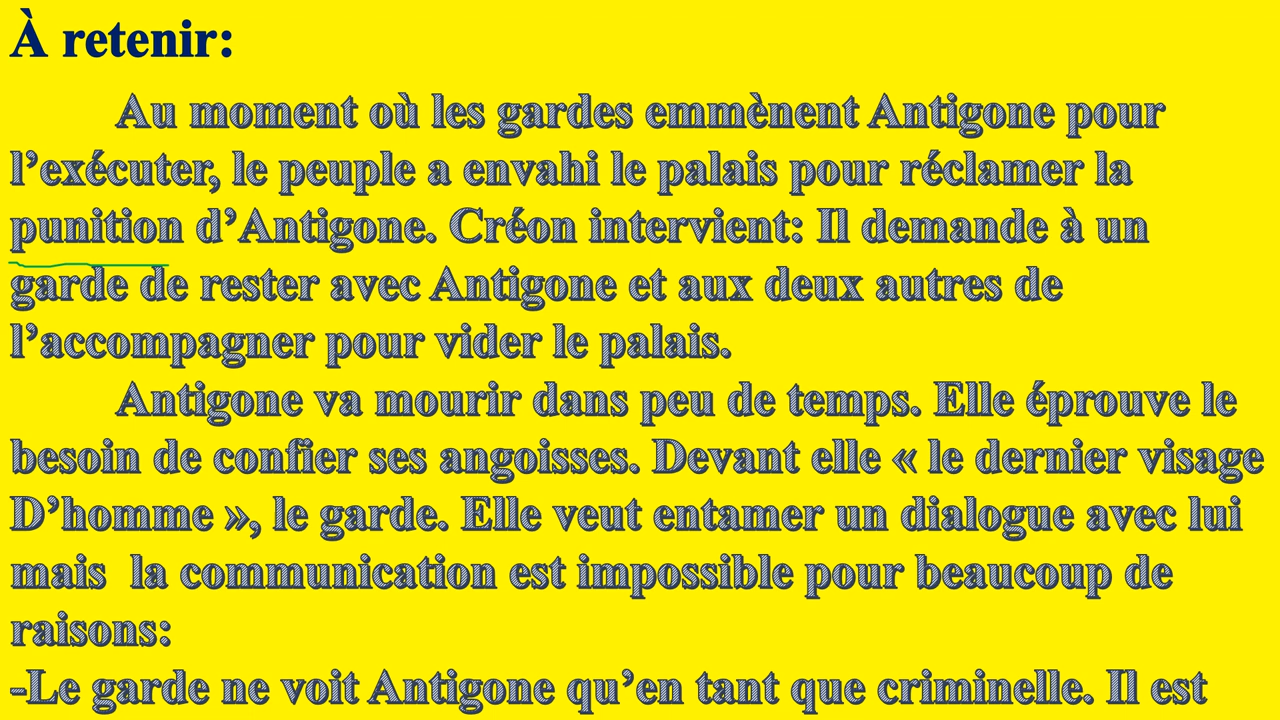 À retenir:
Au moment où les gardes emmènent Antigone pour
l’exécuter, le peuple a envahi le palais pour réclamer la
punition d’Antigone. Créon intervient: Il demande à un
garde de rester avec Antigone et aux deux autres de
l’accompagner pour vider le palais.
Antigone va mourir dans peu de temps. Elle éprouve le
besoin de confier ses angoisses. Devant elle « le dernier visage
D’homme », le garde. Elle veut entamer un dialogue avec lui
mais  la communication est impossible pour beaucoup de
raisons:
-Le garde ne voit Antigone qu’en tant que criminelle. Il est